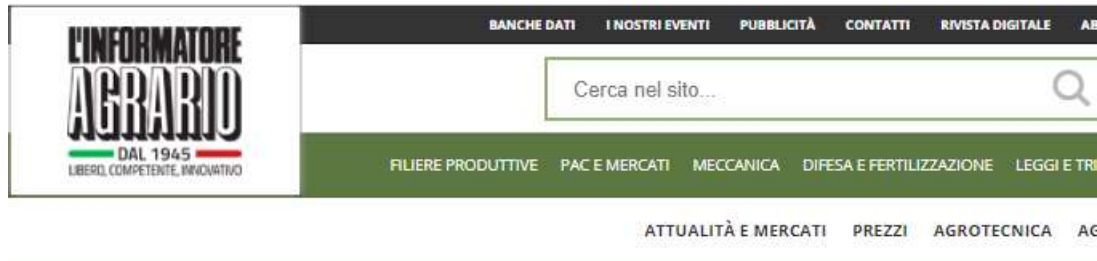 BANCHE DATI I NOSTRI EVENTI PUBBLICITÀ CONTATTI RIVISTA DIGITALE
L'INFORMATORE
AGRARIO
DAL 1945
LIBERO, COMPETENTE, INNOVATIVO
Cerca nel sito...
FILIERE PRODUTTIVE PAC E MERCATI MECCANICA DIFESA E FERTILIZZAZIONE LEGGI E
ATTUALITÀ E MERCATI PREZZI AGROTECNICA